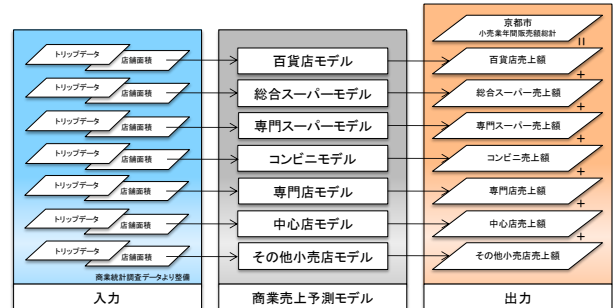 京都市
小売業年間販売額総計
=
トリップデータ
店舗面積
百貨店モデル
百貨店売上額
+
トリップデータ
店舗面積
総合スーパーモデル
総合スーパー売上額
+
トリップデータ
店舗面積
専門スーパーモデル
専門スーパー売上額
+
トリップデータ
店舗面積
コンビニモデル
コンビニ売上額
+
トリップデータ
店舗面積
専門店モデル
専門店売上額
+
トリップデータ
店舗面積
中心店モデル
中心店売上額
+
トリップデータ
店舗面積
その他小売店モデル
その他小売店売上額
商業統計調査データより整備
入力
商業売上予測モデル
出力